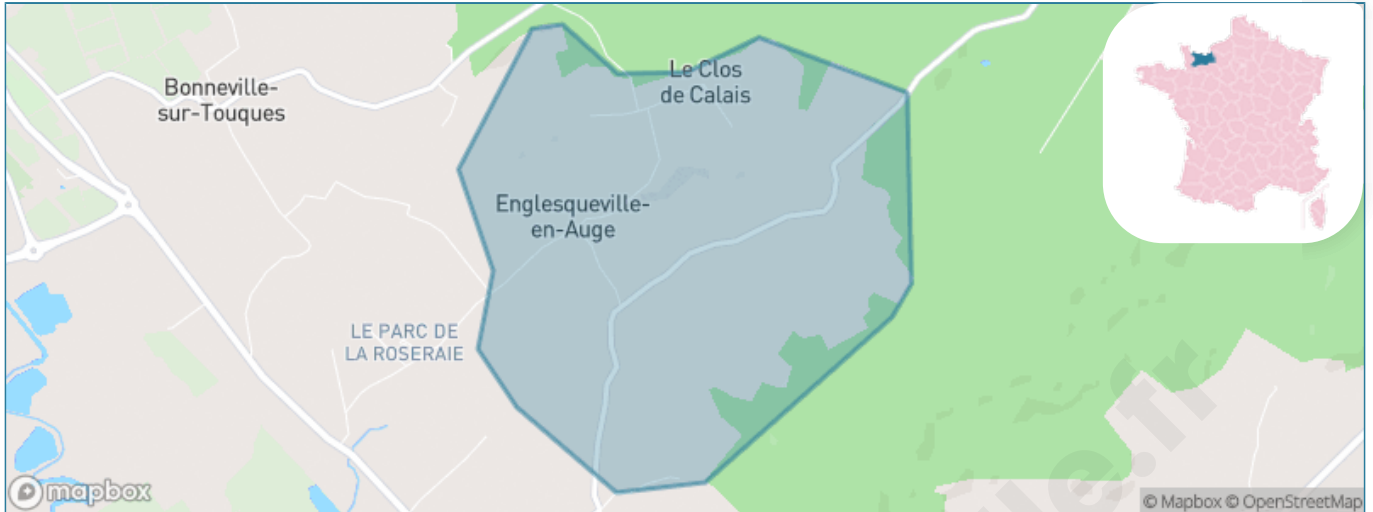 Bonneville-
sur-Touques
Le Clos
de Calais
Englesqueville-
en-Auge
LE PARC DE
LA ROSERAIE
mapbox
© Mapbox © OpenStreetMap